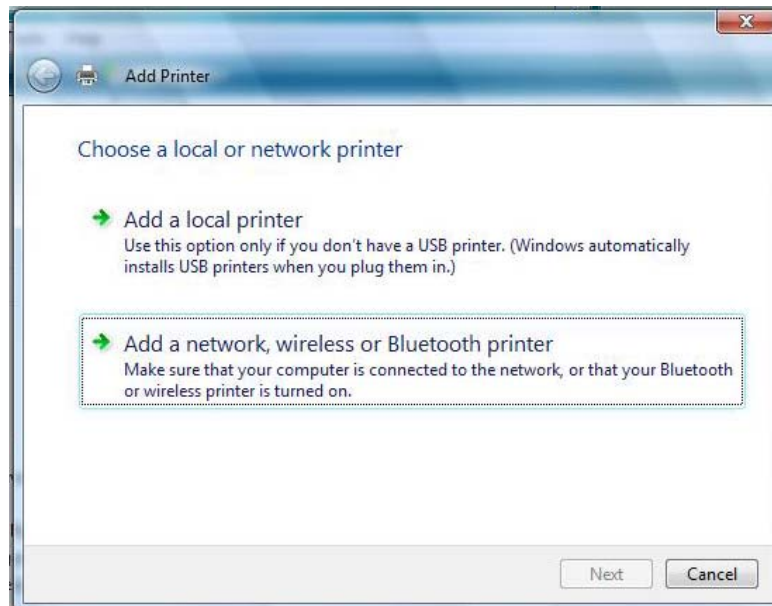 Add Printer
Choose a local or network printer
Add a local printer
Use this option only if you don't have a USB printer. (Windows automatically
installs USB printers when you plug them in.)
Add a network, wireless or Bluetooth printer
Make sure that your computer is connected to the network, or that your Bluetooth
or wireless printer is turned on.
Next
Cancel